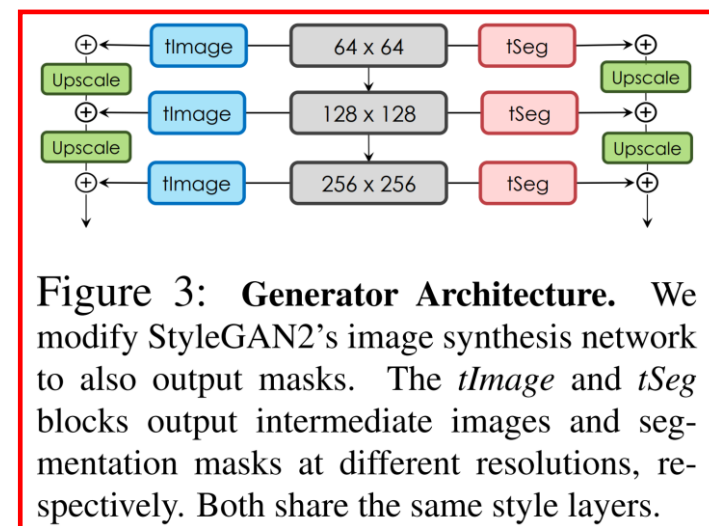 tImage 64 x 64 tSeg
Upscale Upscale
tImage 128 x 128 tSeg
Upscale Upscale
tImage 256 x 256 tSeg
Figure 3: Generator Architecture. We
modify StyleGAN2's image synthesis network
to also output masks. The tImage and tSeg
blocks output intermediate images and seg-
mentation masks at different resolutions, re-
spectively. Both share the same style layers.